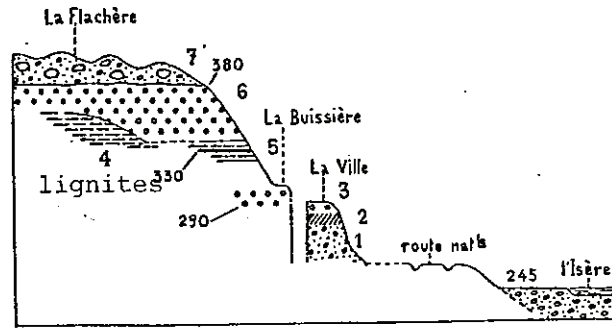 La Flachère
7'
380
6
La Buissière
5
4
330
La Ville
lignites
3
290
2
1
route natle
245
l'Isère